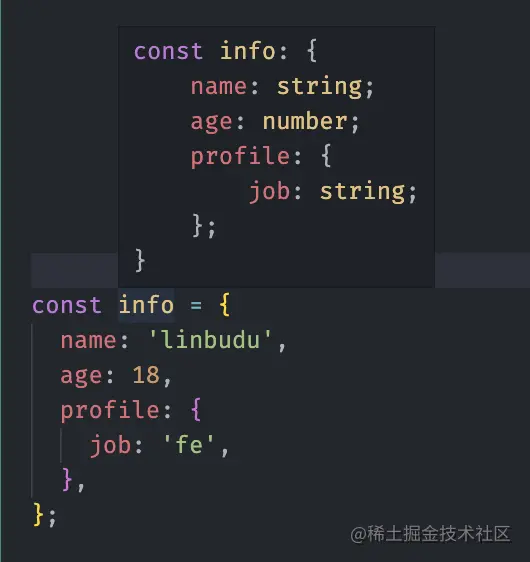 const info: {
    name: string;
    age: number;
    profile: {
        job: string;
    };
}
const info = {
  name: 'linbudu',
  age: 18,
  profile: {
    job: 'fe',
  },
};
@稀土掘金技术社区